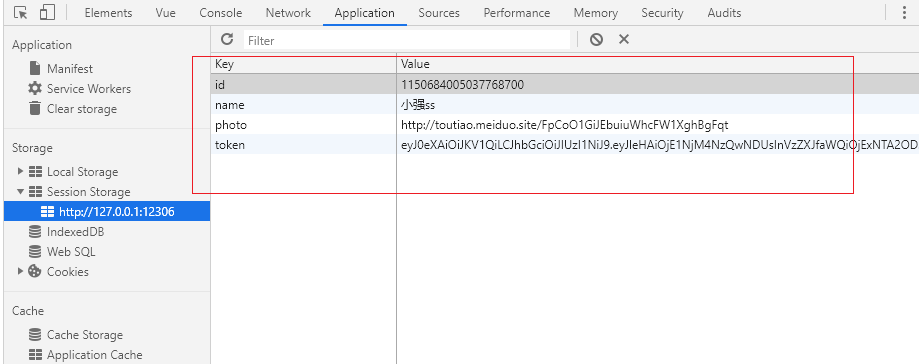 Elements Vue Console Network Application Sources Performance Memory Security Audits
Application
Manifest
Service Workers
Clear storage
Storage
Local Storage
Session Storage
http://127.0.0.1:12306
IndexedDB
Web SQL
Cookies
Cache
Cache Storage
Application Cache
Filter
Key Value
id 1150684005037768700
name 小强ss
photo http://toutiao.meiduo.site/FpCoO1GiJEbuiuWhcFW1XghBgFqt
token eyJ0eXAiOiJKV1QiLCJhbGciOiJIUzI1NiJ9.eyJleHAiOjE1NjM4NzQwNDUsInVzZXJfaWQiOjExNTA2OD